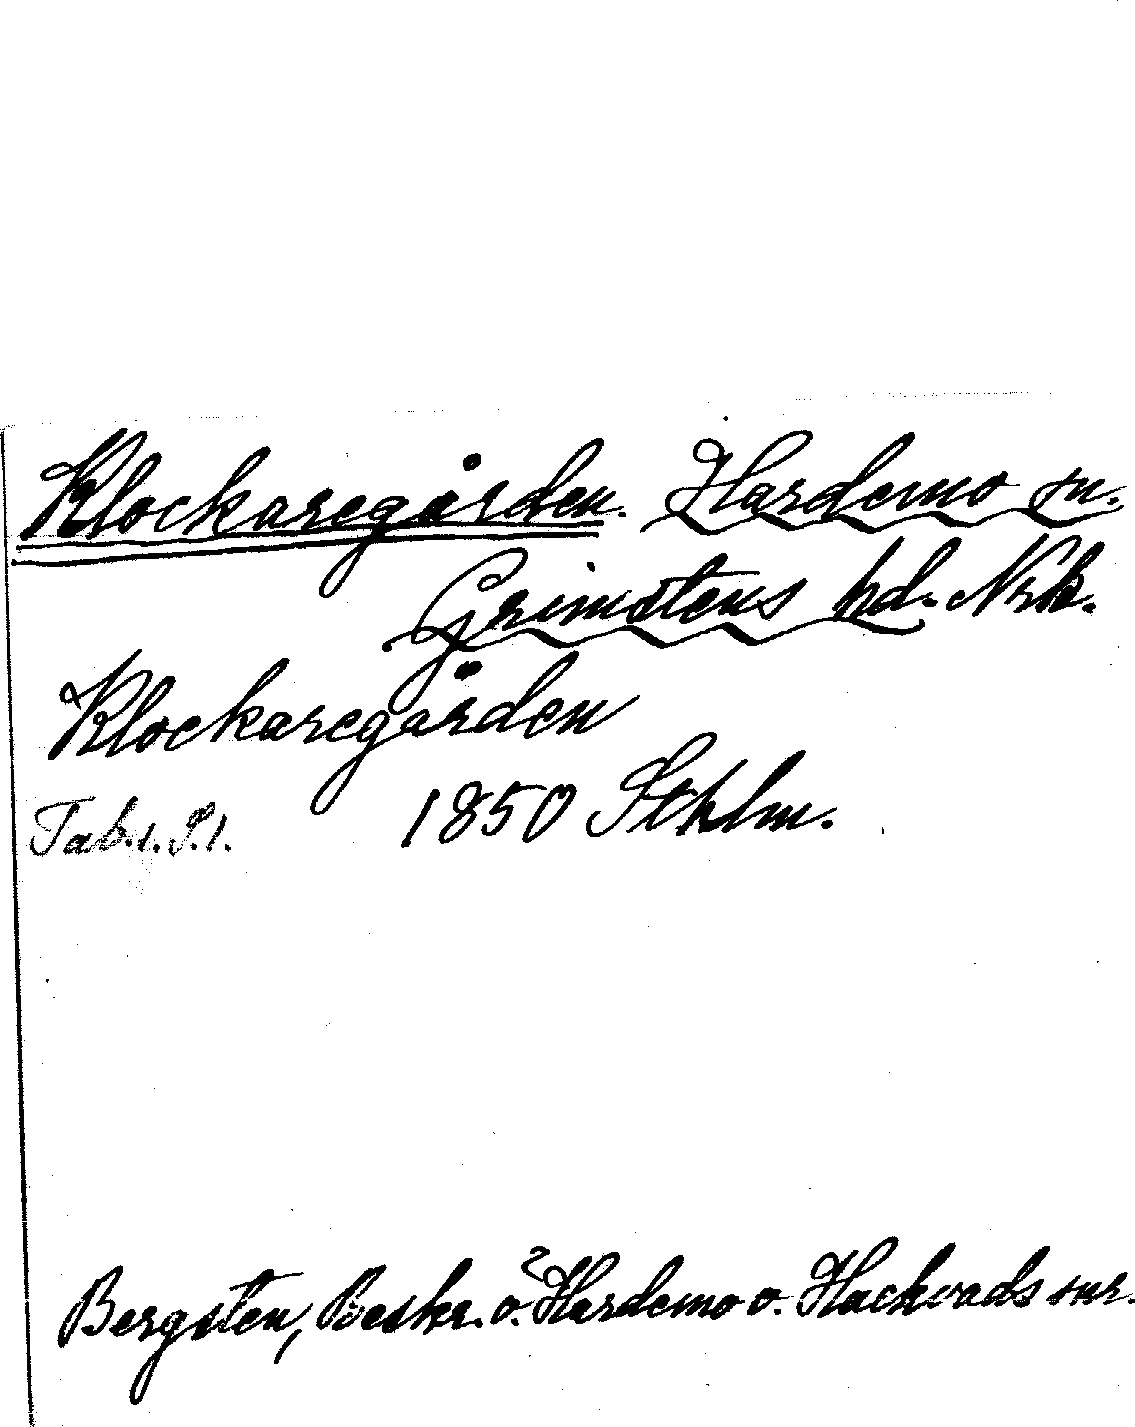 Klockaregården. Hardemo sn.
Grimstens hd. Nrk.
Klockaregården
Tab. 1. S. 1. 1850 Sthlm.
Bergsten, Beskr. ö. Hardemo o. Hackvads snr.